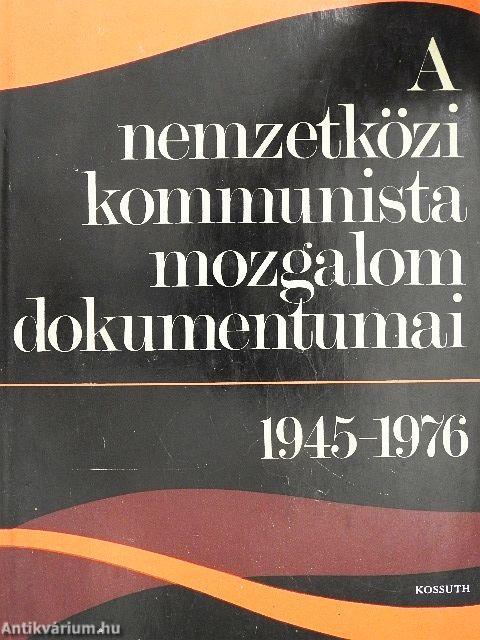 A
nemzetközi
kommunista
mozgalom
dokumentumai
1945-1976
KOSSUTH
Antikvárium.hu